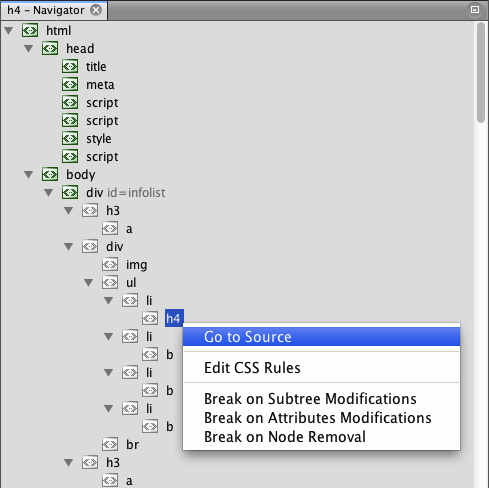 h4 – Navigator
html
head
title
meta
script
script
style
script
body
div id=infolist
h3
a
div
img
ul
li
h4
Go to Source
li
Edit CSS Rules
b
li
b
Break on Subtree Modifications
li
Break on Attributes Modifications
b
Break on Node Removal
br
h3
a